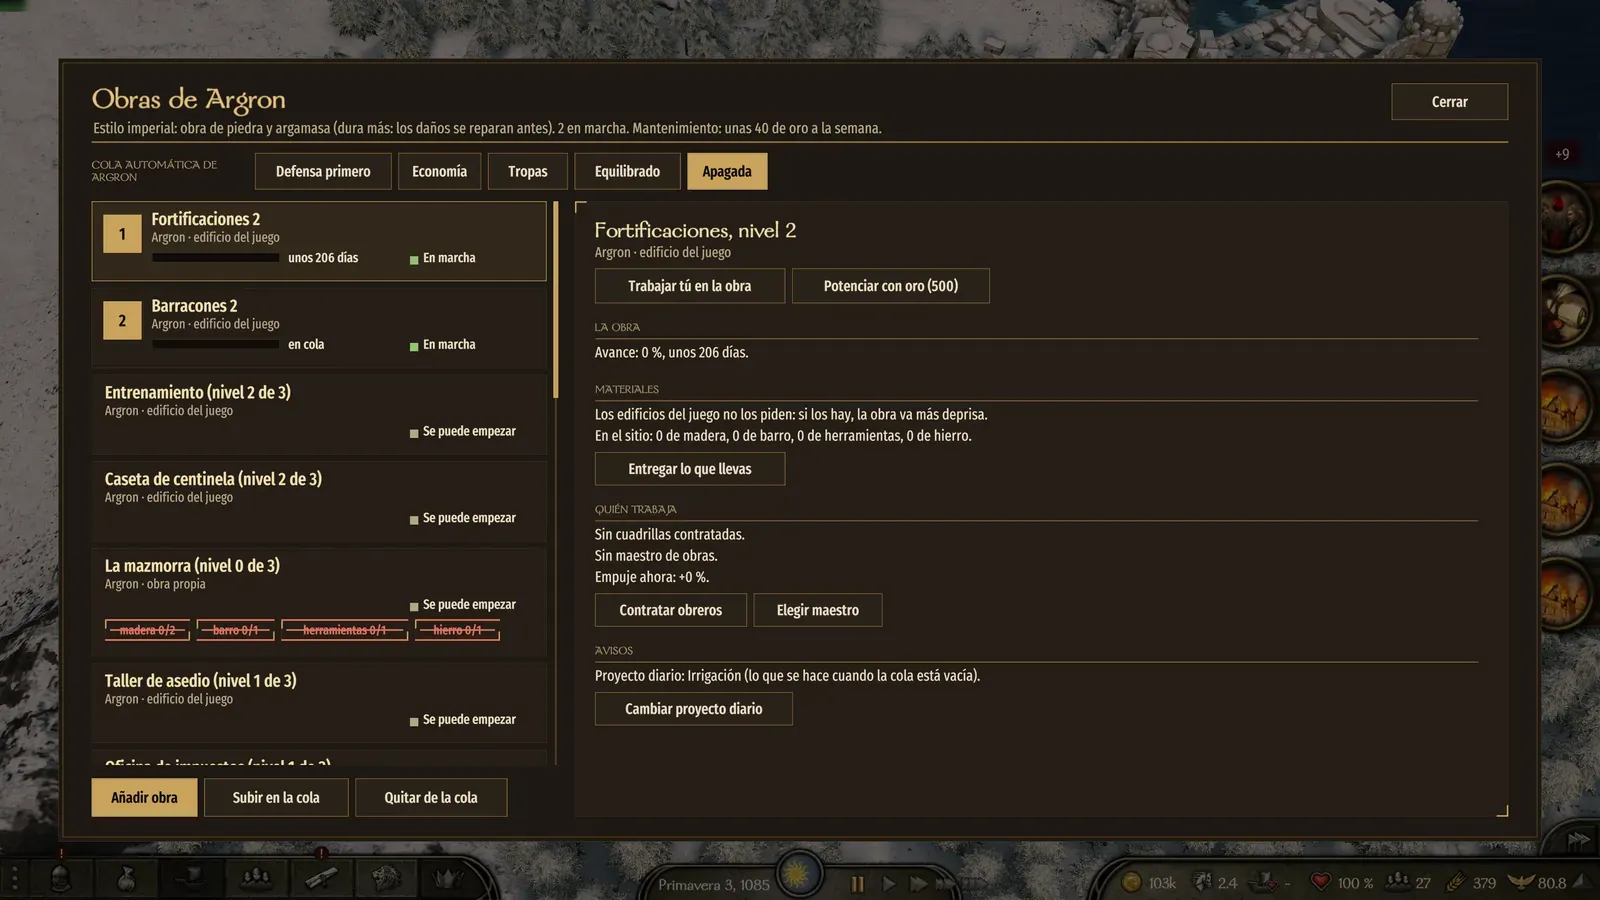 Obras de Argron
Cerrar
Estilo imperial: obra de piedra y argamasa (dura más: los daños se reparan antes). 2 en marcha. Mantenimiento: unas 40 de oro a la semana.
COLA AUTOMÁTICA DE
ARGRON
Defensa primero
Economía
Tropas
Equilibrado
Apagada
1
Fortificaciones 2
Argron · edificio del juego
unos 206 días
En marcha
2
Barracones 2
Argron · edificio del juego
en cola
En marcha
Entrenamiento (nivel 2 de 3)
Argron · edificio del juego
Se puede empezar
Caseta de centinela (nivel 2 de 3)
Argron · edificio del juego
Se puede empezar
La mazmorra (nivel 0 de 3)
Argron · obra propia
Se puede empezar
madera 0/2
barro 0/1
herramientas 0/1
hierro 0/1
Taller de asedio (nivel 1 de 3)
Argron · edificio del juego
Se puede empezar
Oficina de impuestos (nivel 1 de 3)
Añadir obra
Subir en la cola
Quitar de la cola
Fortificaciones, nivel 2
Argron · edificio del juego
Trabajar tú en la obra
Potenciar con oro (500)
LA OBRA
Avance: 0 %, unos 206 días.
MATERIALES
Los edificios del juego no los piden: si los hay, la obra va más deprisa.
En el sitio: 0 de madera, 0 de barro, 0 de herramientas, 0 de hierro.
Entregar lo que llevas
QUIÉN TRABAJA
Sin cuadrillas contratadas.
Sin maestro de obras.
Empuje ahora: +0 %.
Contratar obreros
Elegir maestro
AVISOS
Proyecto diario: Irrigación (lo que se hace cuando la cola está vacía).
Cambiar proyecto diario
+9
Primavera 3, 1085
103k
2.4
-
100 %
27
379
80.8